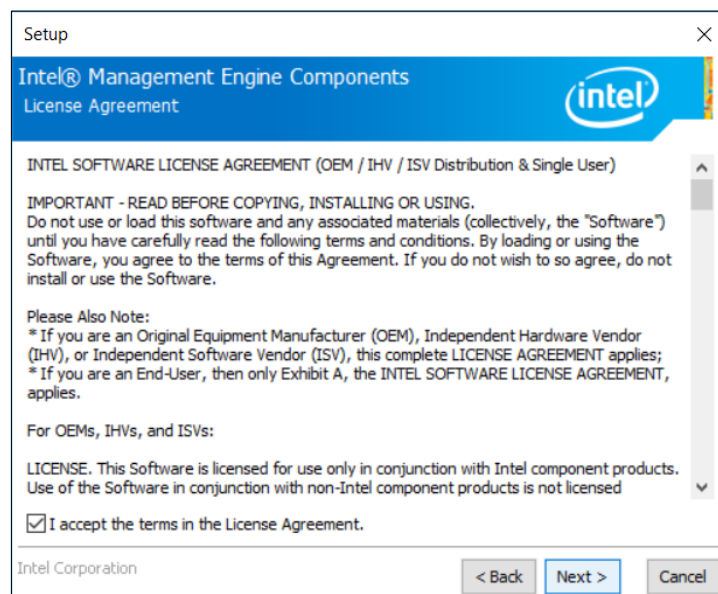 Setup
Intel® Management Engine Components
License Agreement
intel
INTEL SOFTWARE LICENSE AGREEMENT (OEM / IHV / ISV Distribution & Single User)
IMPORTANT - READ BEFORE COPYING, INSTALLING OR USING.
Do not use or load this software and any associated materials (collectively, the "Software")
until you have carefully read the following terms and conditions. By loading or using the
Software, you agree to the terms of this Agreement. If you do not wish to so agree, do not
install or use the Software.
Please Also Note:
* If you are an Original Equipment Manufacturer (OEM), Independent Hardware Vendor
(IHV), or Independent Software Vendor (ISV), this complete LICENSE AGREEMENT applies;
* If you are an End-User, then only Exhibit A, the INTEL SOFTWARE LICENSE AGREEMENT,
applies.
For OEMs, IHVs, and ISVs:
LICENSE. This Software is licensed for use only in conjunction with Intel component products.
Use of the Software in conjunction with non-Intel component products is not licensed
I accept the terms in the License Agreement.
Intel Corporation
< Back
Next >
Cancel